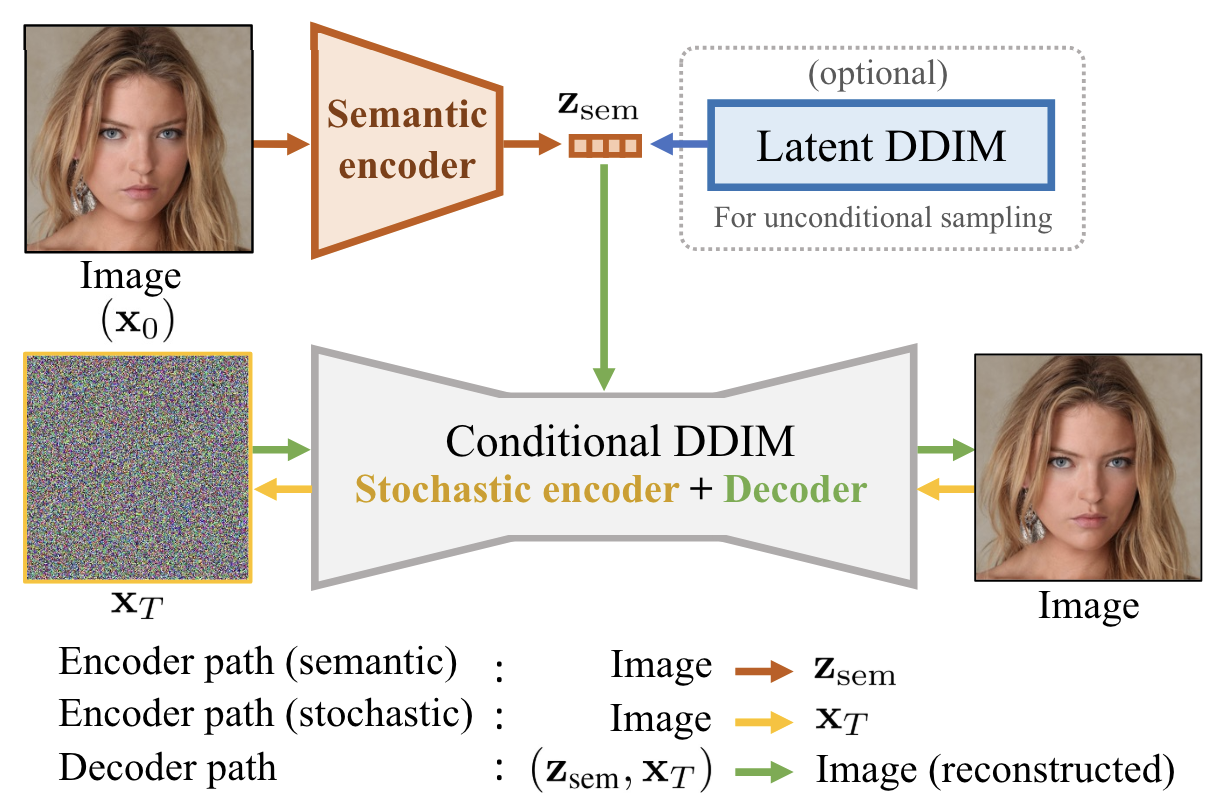 Semantic
encoder
z_sem
(optional)
Latent DDIM
For unconditional sampling
Image
(x_0)
Conditional DDIM
Stochastic encoder + Decoder
x_T
Image
Encoder path (semantic) : Image → z_sem
Encoder path (stochastic) : Image → x_T
Decoder path : (z_sem, x_T) → Image (reconstructed)